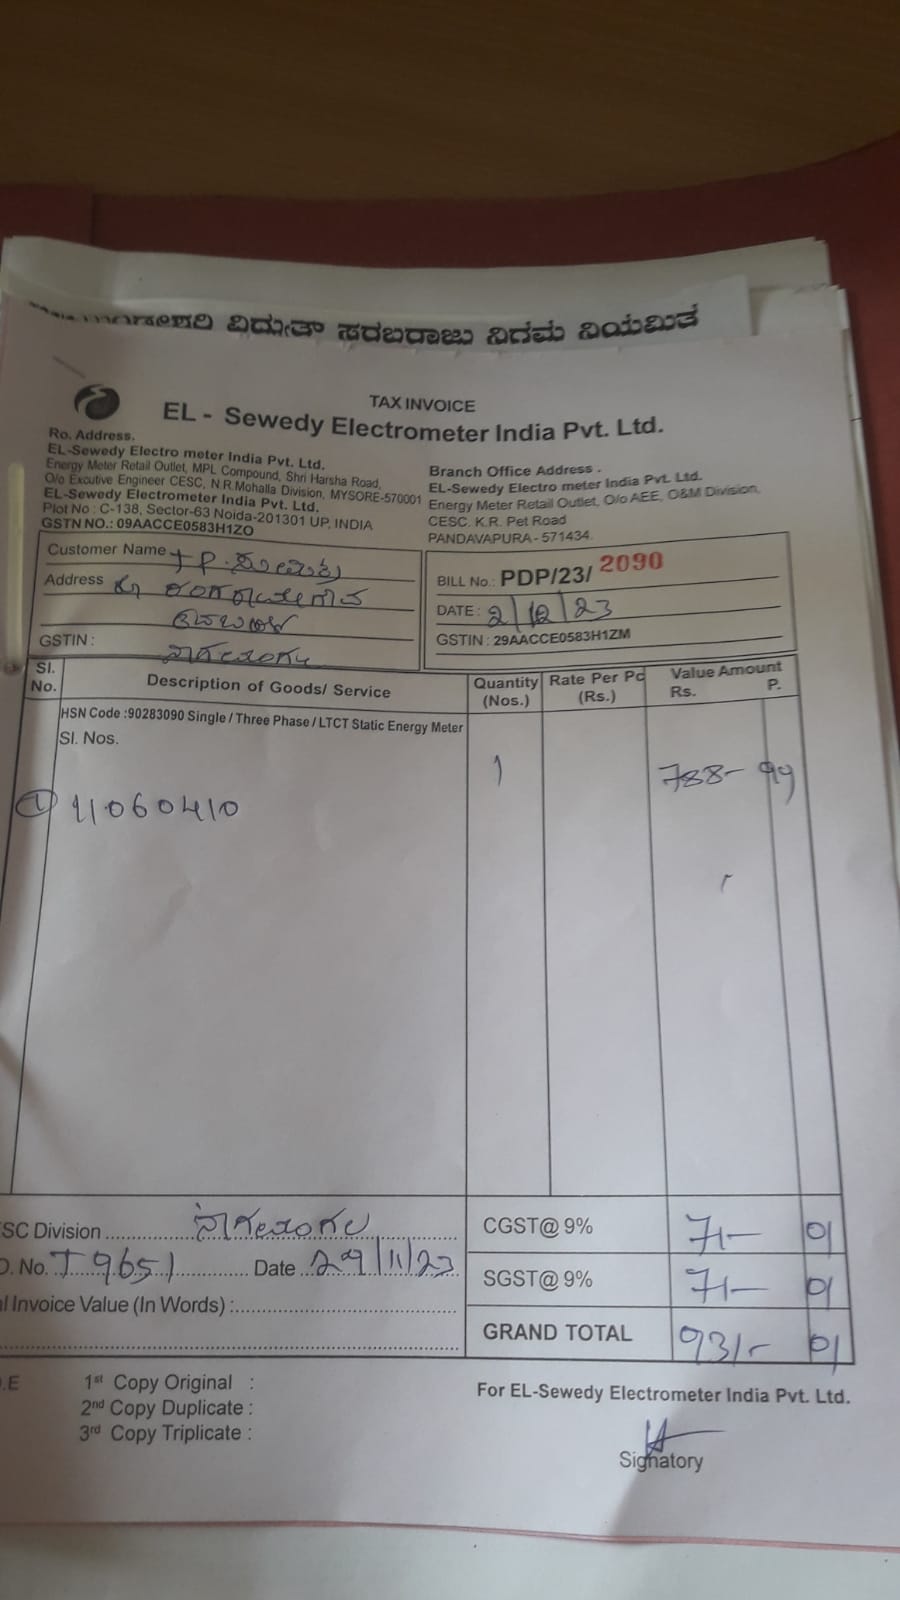 ವಿದ್ಯುತ್ ಸರಬರಾಜು ನಿಗಮ ನಿಯಮಿತ
TAX INVOICE
EL - Sewedy Electrometer India Pvt. Ltd.
Ro. Address.
EL-Sewedy Electro meter India Pvt. Ltd.
Energy Meter Retail Outlet, MPL Compound, Shri Harsha Road,
O/o Excutive Engineer CESC, N.R.Mohalla Division, MYSORE-570001
EL-Sewedy Electrometer India Pvt. Ltd.
Plot No : C-138, Sector-63 Noida-201301 UP, INDIA
GSTN NO.: 09AACCE0583H1ZO
Branch Office Address .
EL-Sewedy Electro meter India Pvt. Ltd.
Energy Meter Retail Outlet, O/o AEE, O&M Division,
CESC. K.R. Pet Road
PANDAVAPURA - 571434.
Customer Name
Address
GSTIN :
ನಾಗಮಂಗಲ
BILL No.: PDP/23/ 2090
DATE : 2/12/23
GSTIN : 29AACCE0583H1ZM
Sl. No. Description of Goods/ Service Quantity (Nos.) Rate Per Pc (Rs.) Value Amount Rs. P.
HSN Code :90283090 Single / Three Phase / LTCT Static Energy Meter
Sl. Nos.
1 788- 99
① 11060410
SC Division ನಾಗಮಂಗಲ
CGST@ 9% 71- 01
No. T 9651 Date 29/11/23
SGST@ 9% 71- 01
Invoice Value (In Words) :
GRAND TOTAL 931- 01
.E
1st Copy Original :
2nd Copy Duplicate :
3rd Copy Triplicate :
For EL-Sewedy Electrometer India Pvt. Ltd.
Signatory